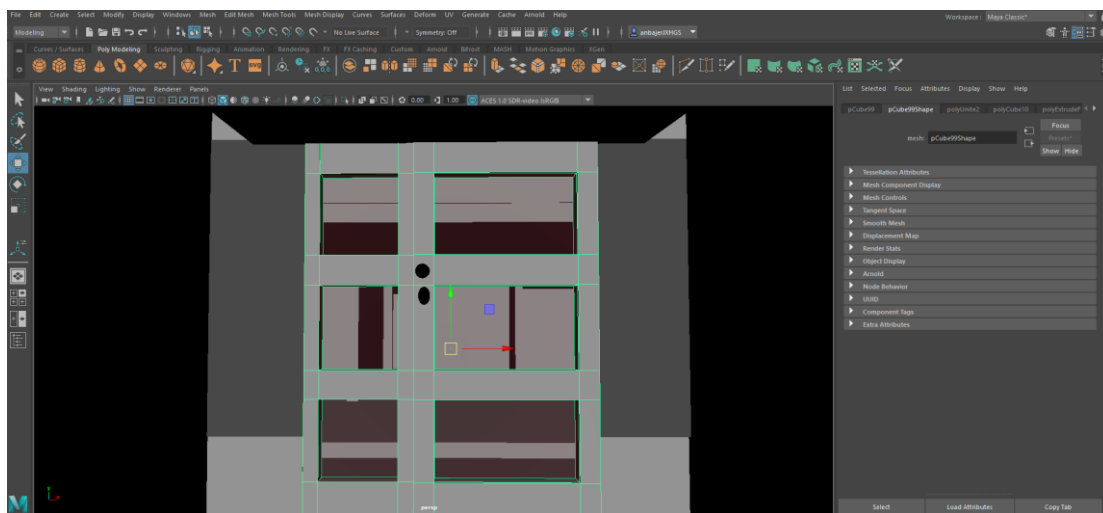 File Edit Create Select Modify Display Windows Mesh Edit Mesh Mesh Tools Mesh Display Curves Surfaces Deform UV Generate Cache Arnold Help
Workspace : Maya Classic*
Modeling
No Live Surface
Symmetry: Off
anbajesXHGS
Curves / Surfaces Poly Modeling Sculpting Rigging Animation Rendering FX FX Caching Custom Arnold Bifrost MASH Motion Graphics XGen
T SVG
View Shading Lighting Show Renderer Panels
0.00 1.00 ACES 1.0 SDR-video (sRGB)
persp
List Selected Focus Attributes Display Show Help
pCube99 pCube99Shape polyUnite2 polyCube10 polyExtrudeF
mesh: pCube99Shape
Focus
Presets*
Show Hide
Tessellation Attributes
Mesh Component Display
Mesh Controls
Tangent Space
Smooth Mesh
Displacement Map
Render Stats
Object Display
Arnold
Node Behavior
UUID
Component Tags
Extra Attributes
Select Load Attributes Copy Tab
M